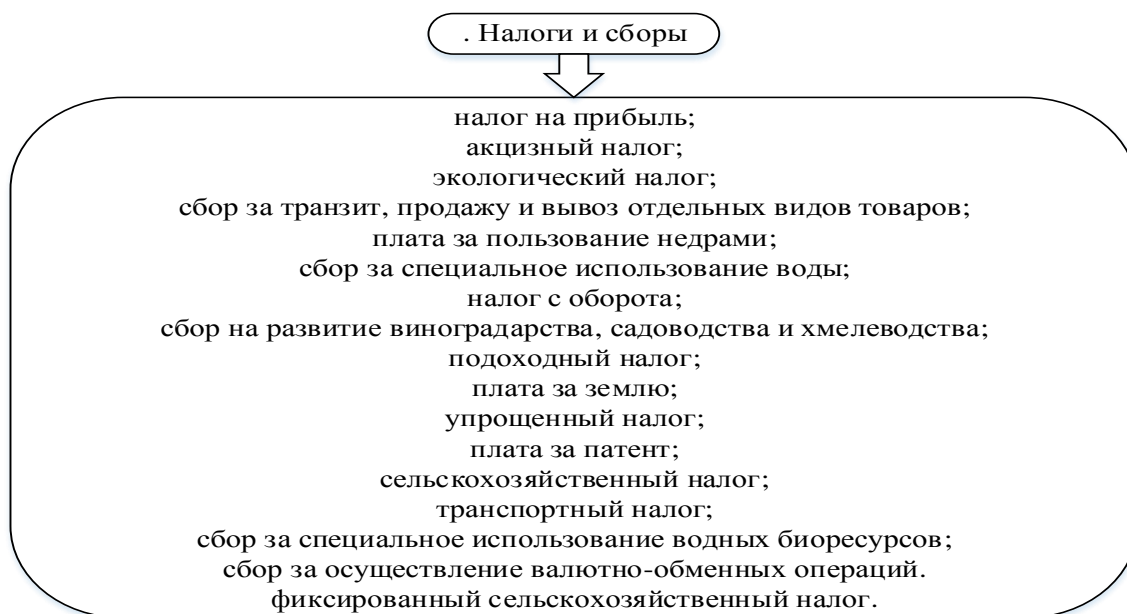 . Налоги и сборы
налог на прибыль;
акцизный налог;
экологический налог;
сбор за транзит, продажу и вывоз отдельных видов товаров;
плата за пользование недрами;
сбор за специальное использование воды;
налог с оборота;
сбор на развитие виноградарства, садоводства и хмелеводства;
подоходный налог;
плата за землю;
упрощенный налог;
плата за патент;
сельскохозяйственный налог;
транспортный налог;
сбор за специальное использование водных биоресурсов;
сбор за осуществление валютно-обменных операций.
фиксированный сельскохозяйственный налог.